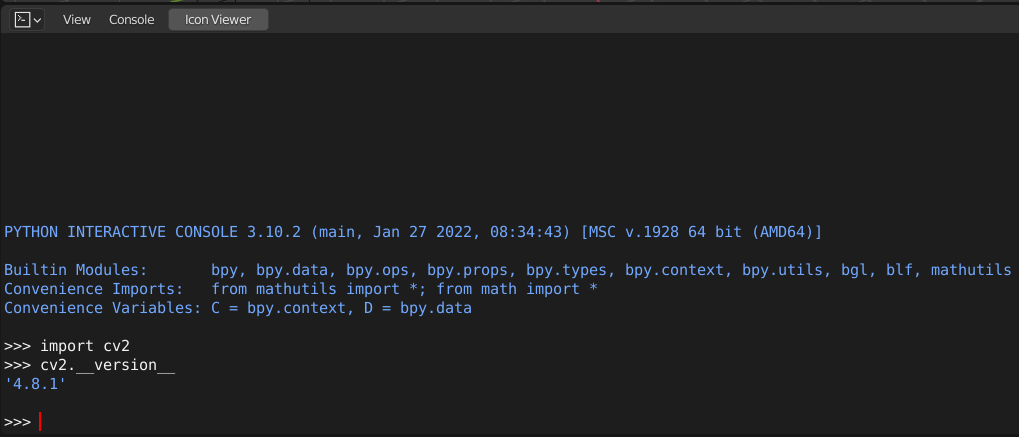 View Console Icon Viewer
PYTHON INTERACTIVE CONSOLE 3.10.2 (main, Jan 27 2022, 08:34:43) [MSC v.1928 64 bit (AMD64)]
Builtin Modules:       bpy, bpy.data, bpy.ops, bpy.props, bpy.types, bpy.context, bpy.utils, bgl, blf, mathutils
Convenience Imports:   from mathutils import *; from math import *
Convenience Variables: C = bpy.context, D = bpy.data
>>> import cv2
>>> cv2.__version__
'4.8.1'
>>>